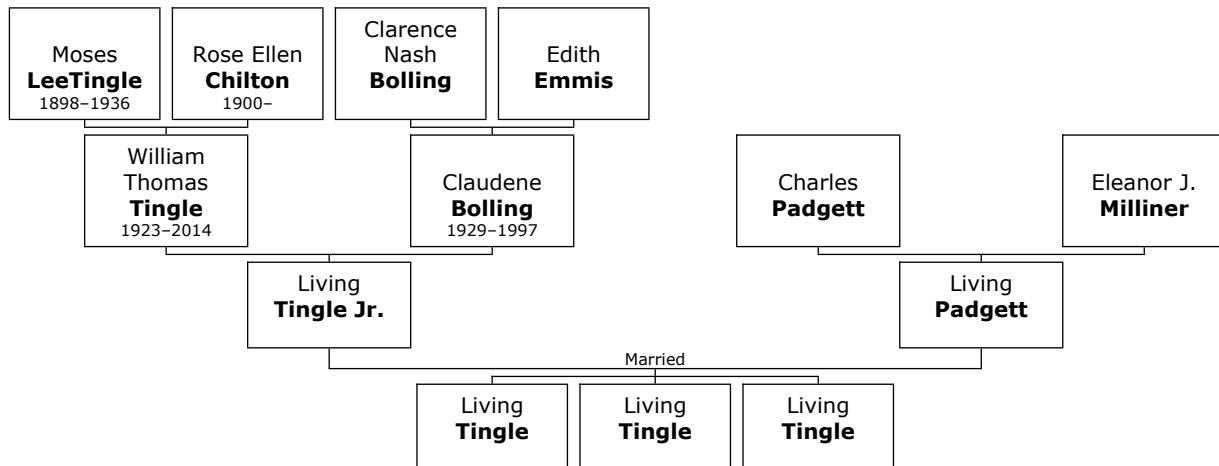 Moses
LeeTingle
1898–1936
Rose Ellen
Chilton
1900–
Clarence
Nash
Bolling
Edith
Emmis
William
Thomas
Tingle
1923–2014
Claudene
Bolling
1929–1997
Charles
Padgett
Eleanor J.
Milliner
Living
Tingle Jr.
Living
Padgett
Married
Living
Tingle
Living
Tingle
Living
Tingle